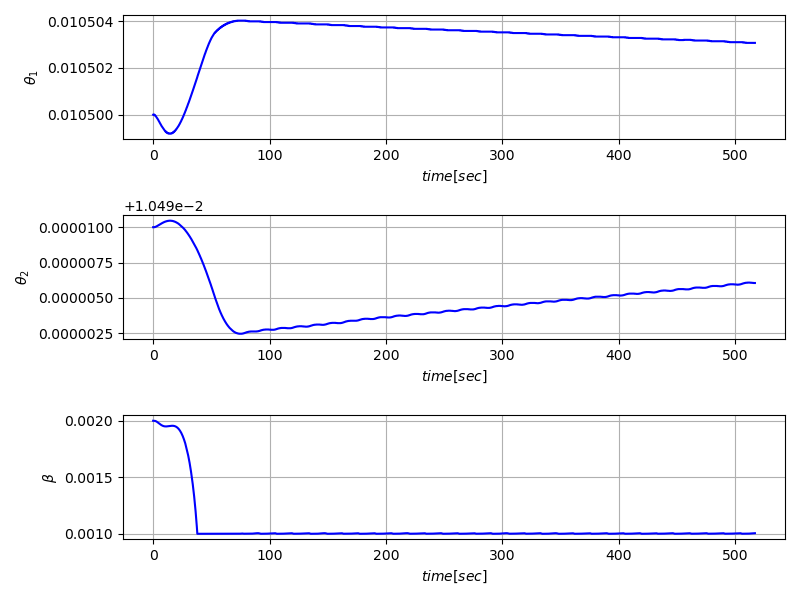 0.010504
0.010502
0.010500
θ₁
0 100 200 300 400 500
time[sec]
+1.049e−2
0.0000100
0.0000075
0.0000050
0.0000025
θ₂
0 100 200 300 400 500
time[sec]
0.0020
0.0015
0.0010
β
0 100 200 300 400 500
time[sec]